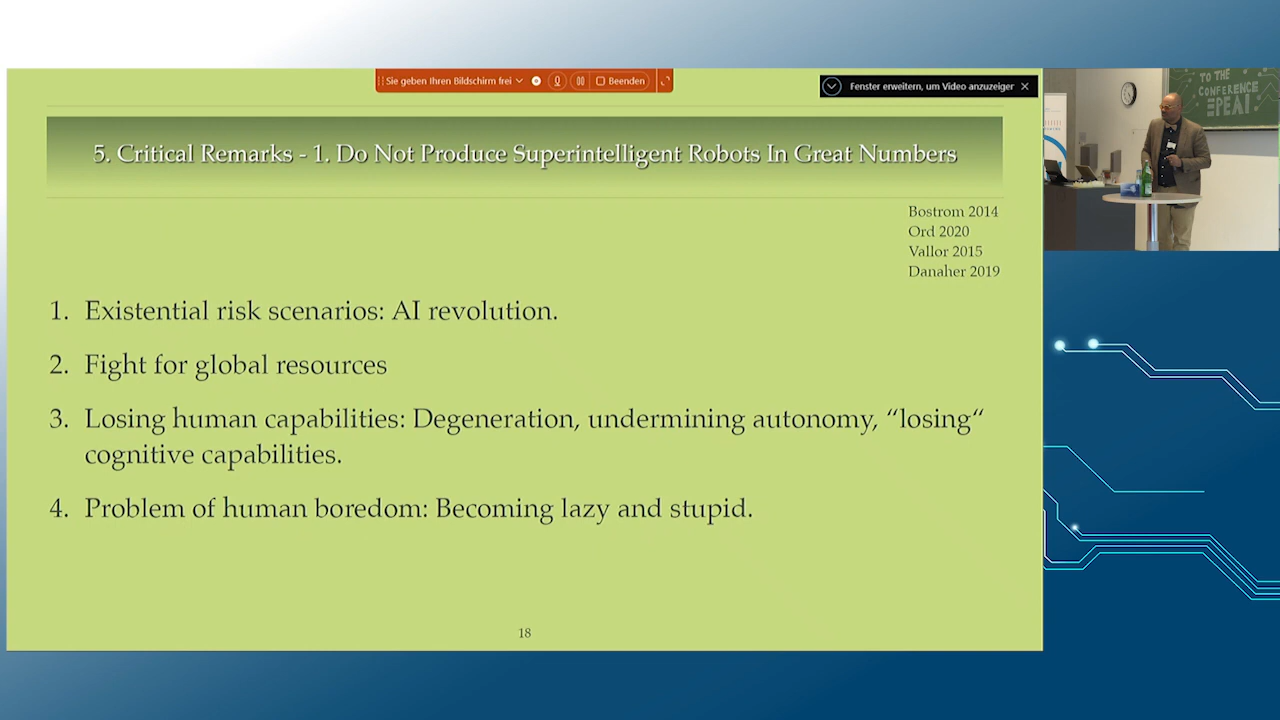 Sie geben Ihren Bildschirm frei
Beenden
Fenster erweitern, um Video anzuzeiger
TO THE
CONFERENCE
PEAI
5. Critical Remarks - 1. Do Not Produce Superintelligent Robots In Great Numbers
Bostrom 2014
Ord 2020
Vallor 2015
Danaher 2019
1. Existential risk scenarios: AI revolution.
2. Fight for global resources
3. Losing human capabilities: Degeneration, undermining autonomy, “losing“
cognitive capabilities.
4. Problem of human boredom: Becoming lazy and stupid.
18